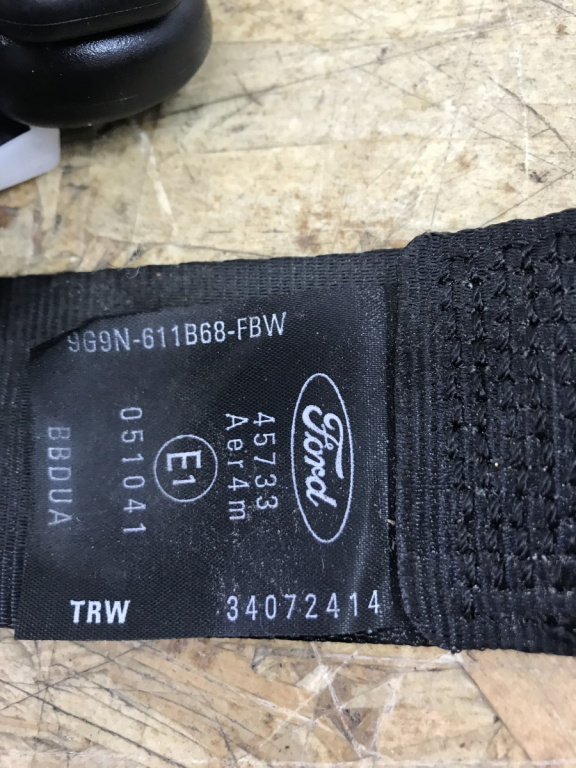 9G9N-611B68-FBW
Ford
45733
Aer4m
E1
051041
BBDUA
TRW
34072414